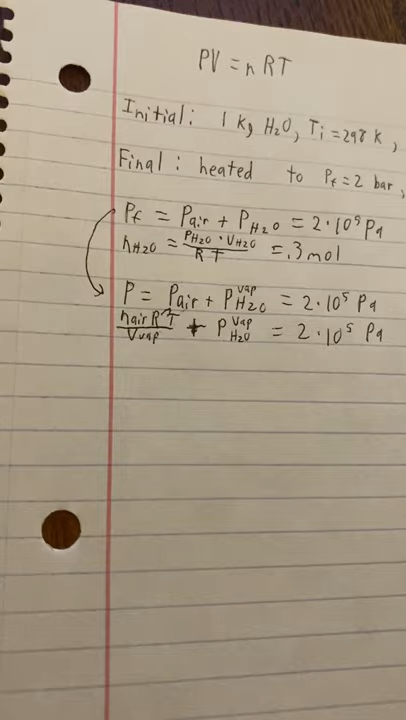 PV = nRT
Initial: 1 kg H₂O, Tᵢ = 298 K,
Final: heated to P_f = 2 bar,
P_f = P_air + P_H₂O = 2·10⁵ Pa
n_H₂O = P_H₂O · V_H₂O / RT = .3 mol
P = P_air + P_H₂O^vap = 2·10⁵ Pa
n_air RT / V_vap + P_H₂O^vap = 2·10⁵ Pa